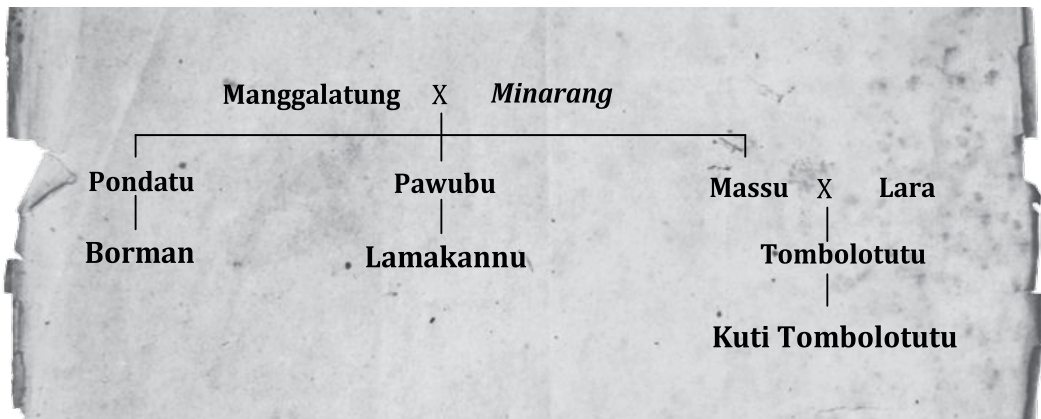 Manggalatung X Minarang
Pondatu Pawubu Massu X Lara
Borman Lamakannu Tombolotutu
Kuti Tombolotutu